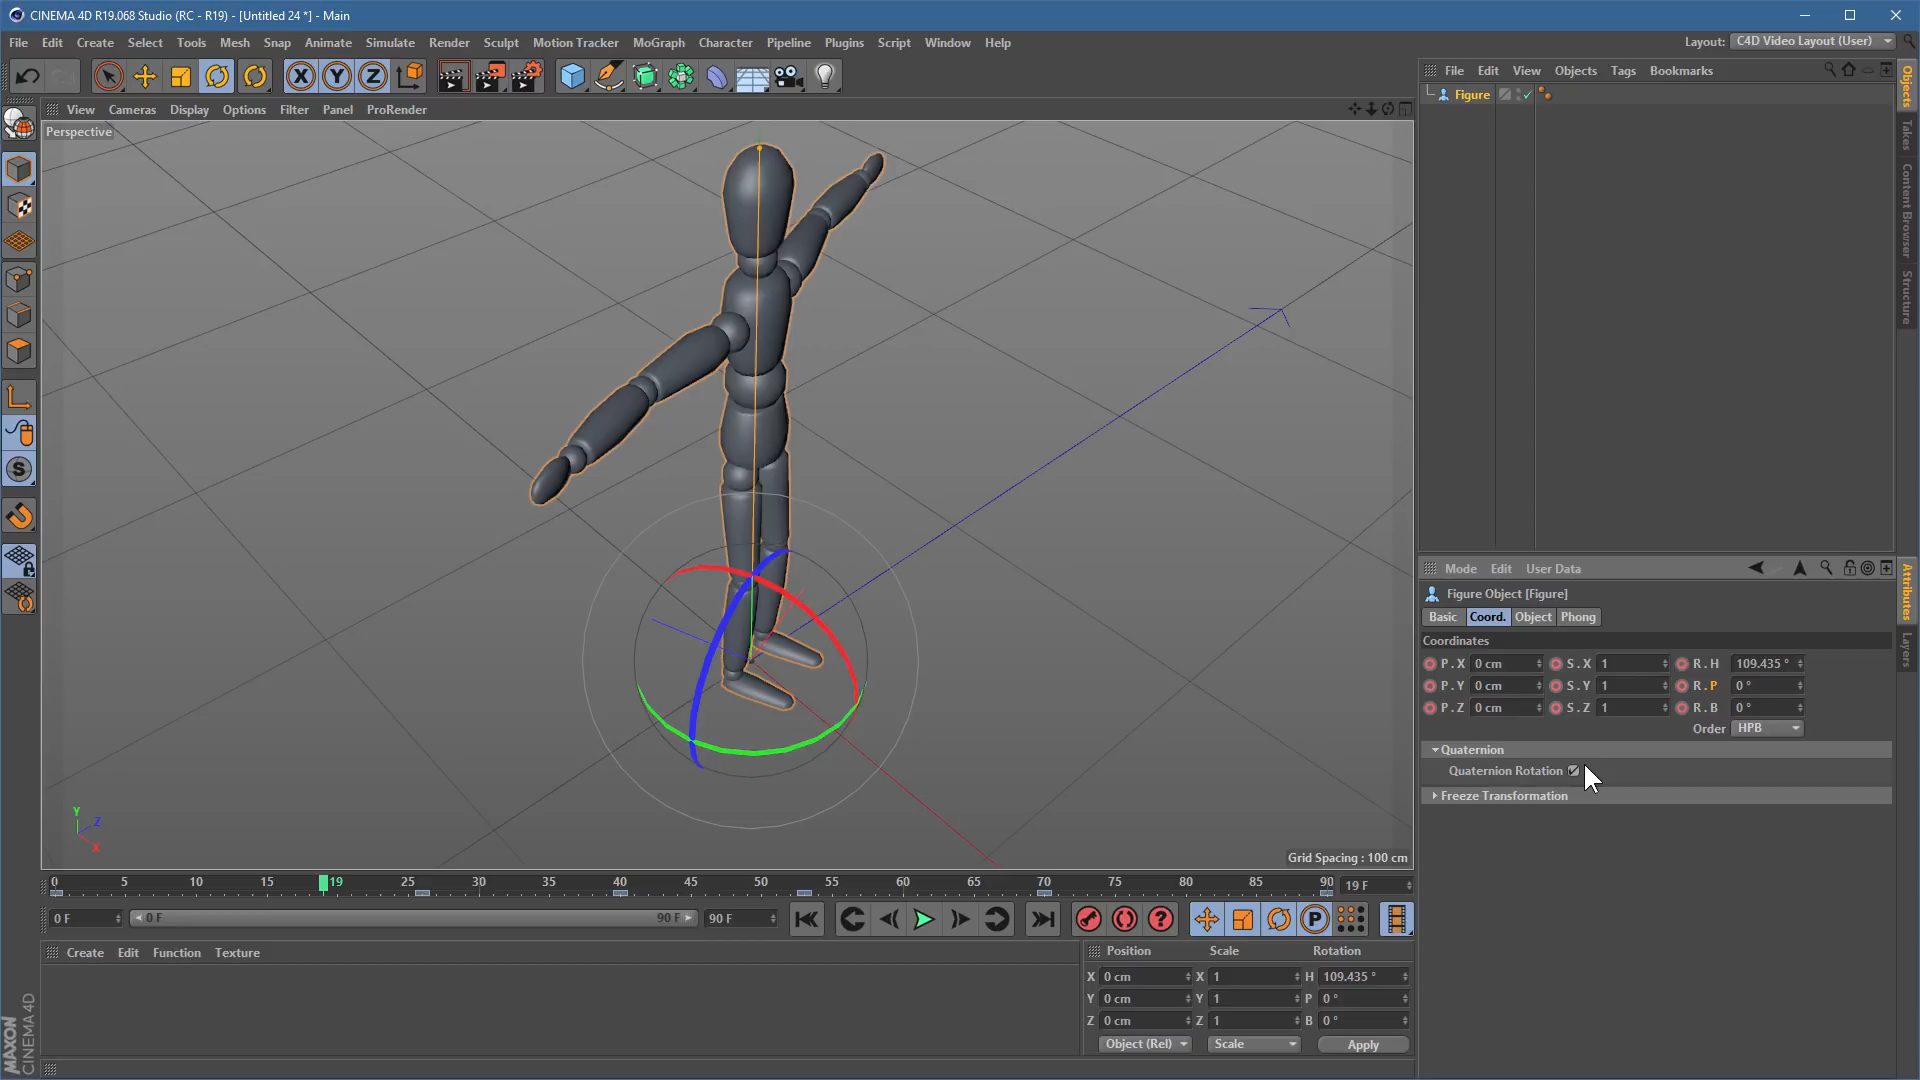 CINEMA 4D R19.068 Studio (RC - R19) - [Untitled 24 *] - Main
File Edit Create Select Tools Mesh Snap Animate Simulate Render Sculpt Motion Tracker MoGraph Character Pipeline Plugins Script Window Help
Layout: C4D Video Layout (User)
X Y Z
File Edit View Objects Tags Bookmarks
Figure
View Cameras Display Options Filter Panel ProRender
Perspective
Y
Z
X
Grid Spacing : 100 cm
Objects
Takes
Content Browser
Structure
Mode Edit User Data
Figure Object [Figure]
Basic Coord. Object Phong
Coordinates
P . X 0 cm S . X 1 R . H 109.435 °
P . Y 0 cm S . Y 1 R . P 0 °
P . Z 0 cm S . Z 1 R . B 0 °
Order HPB
Quaternion
Quaternion Rotation
Freeze Transformation
Attributes
Layers
0 5 10 15 19 25 30 35 40 45 50 55 60 65 70 75 80 85 90 19 F
0 F 0 F 90 F 90 F
P
S
Create Edit Function Texture
Position Scale Rotation
X 0 cm X 1 H 109.435 °
Y 0 cm Y 1 P 0 °
Z 0 cm Z 1 B 0 °
Object (Rel) Scale Apply
MAXON
CINEMA 4D